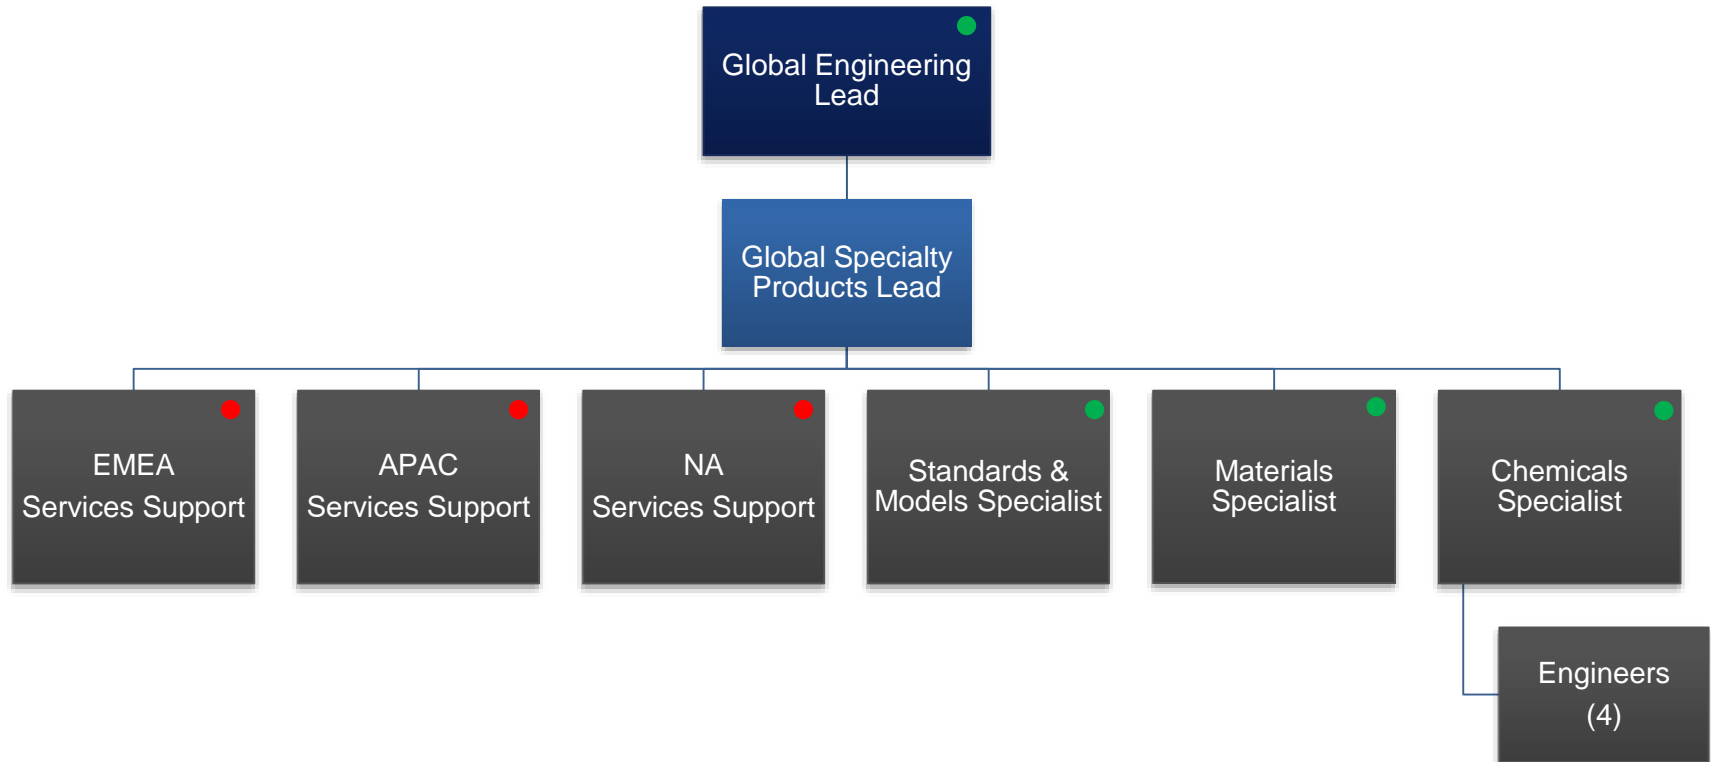 Global Engineering
Lead
Global Specialty
Products Lead
EMEA
Services Support
APAC
Services Support
NA
Services Support
Standards &
Models Specialist
Materials
Specialist
Chemicals
Specialist
Engineers
(4)